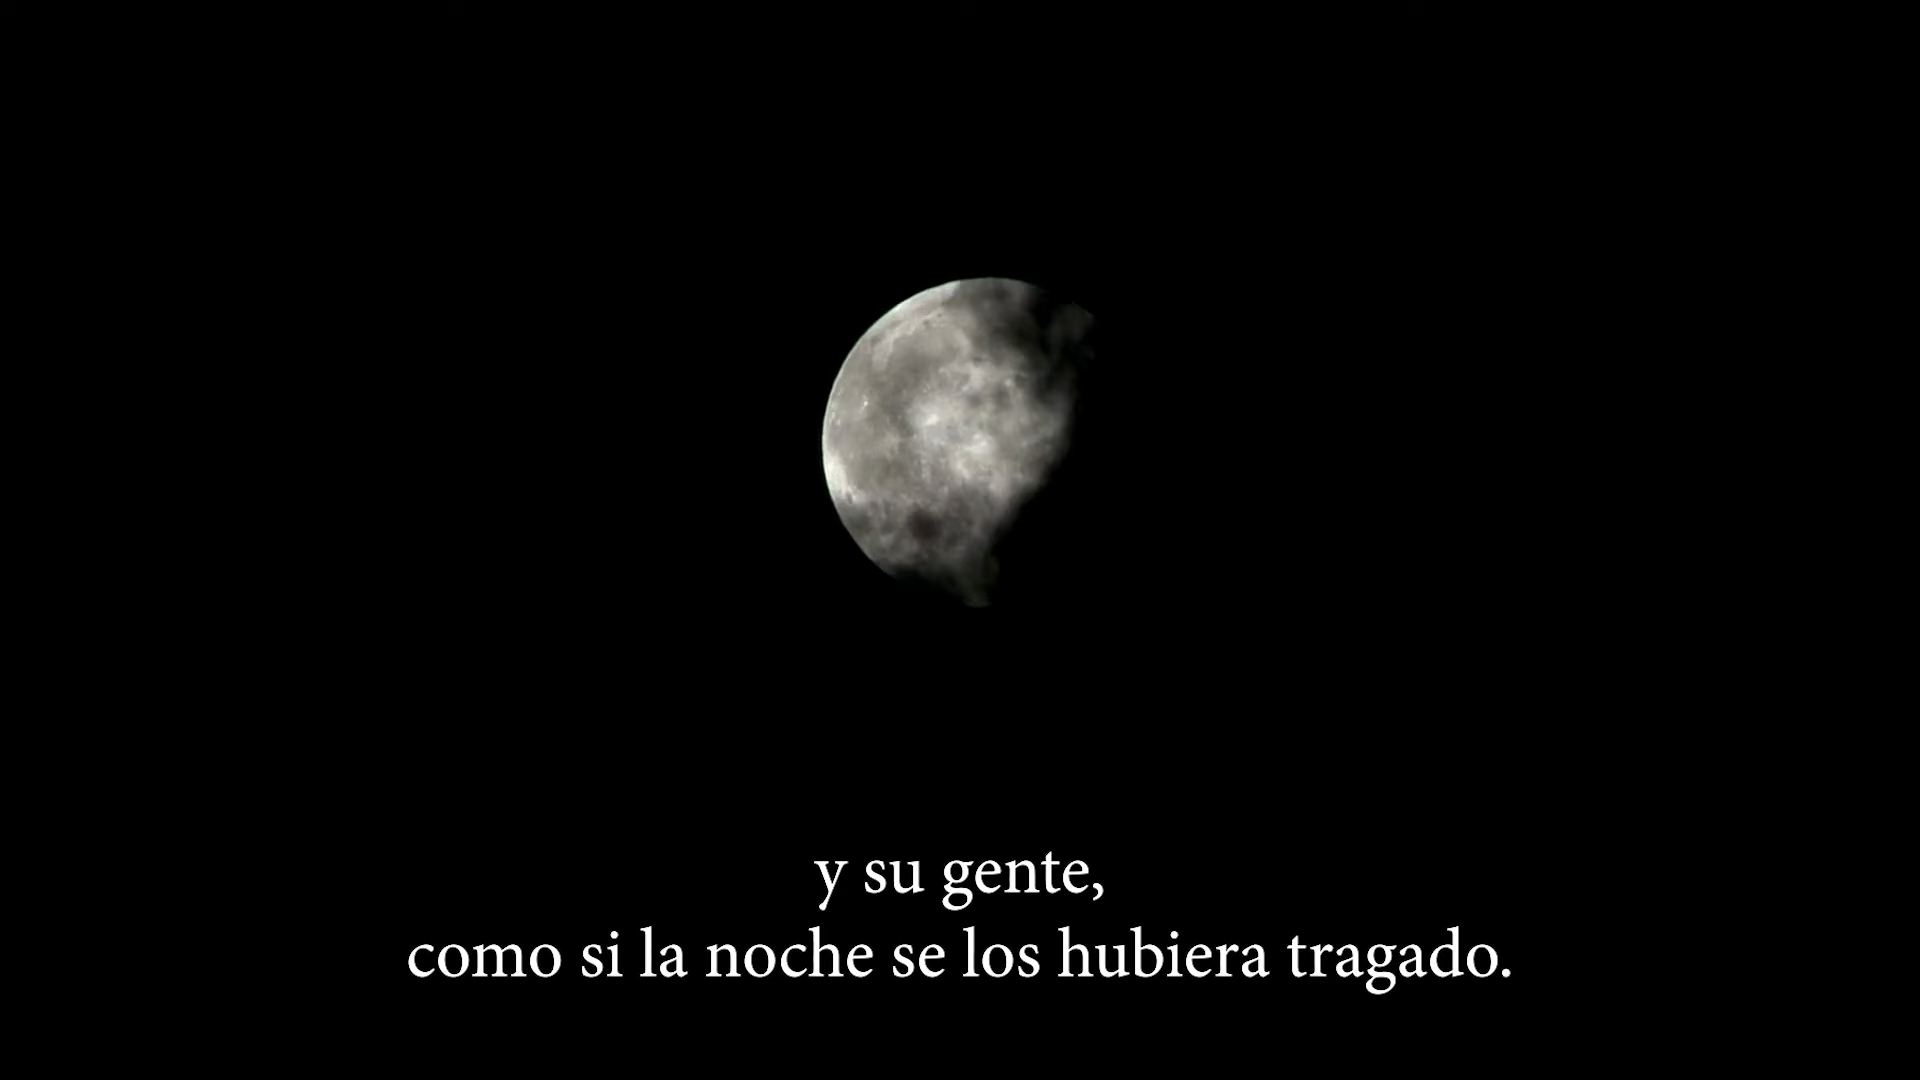 y su gente,
como si la noche se los hubiera tragado.